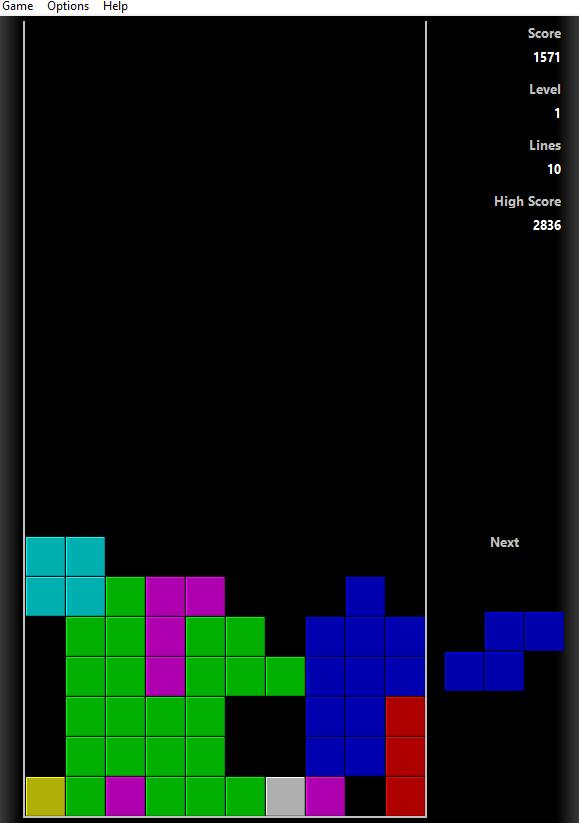 Game Options Help
Score
1571
Level
1
Lines
10
High Score
2836
Next